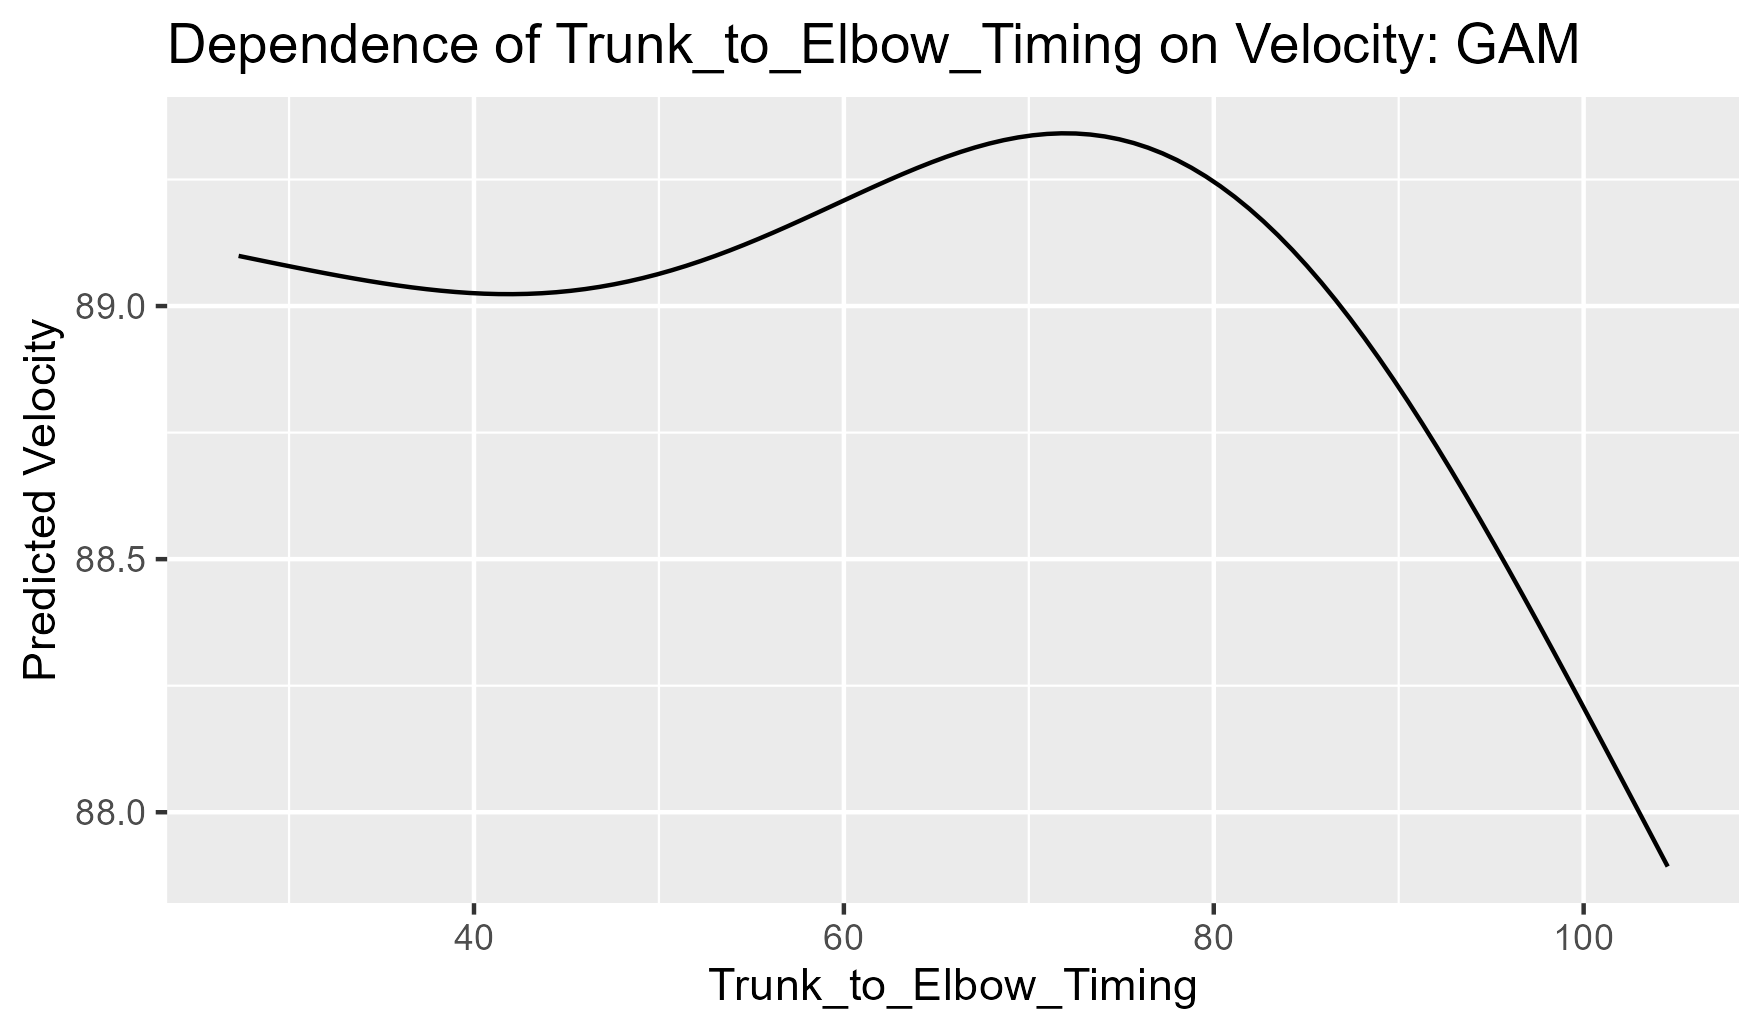 Dependence of Trunk_to_Elbow_Timing on Velocity: GAM
Predicted Velocity
89.0
88.5
88.0
40 60 80 100
Trunk_to_Elbow_Timing